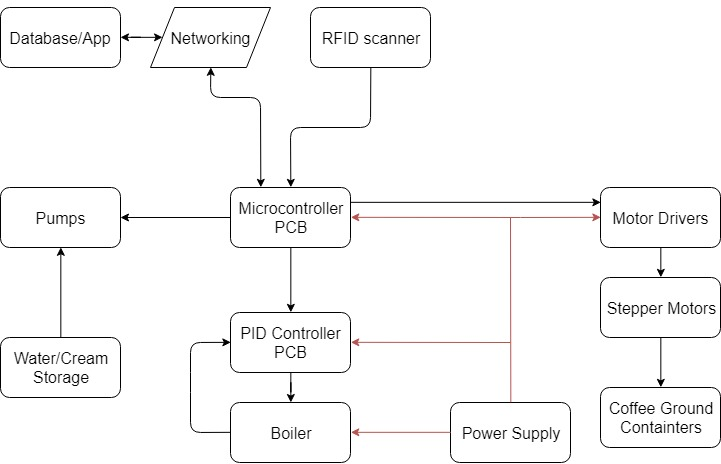 Database/App
Networking
RFID scanner
Pumps
Microcontroller
PCB
Motor Drivers
Stepper Motors
PID Controller
PCB
Water/Cream
Storage
Boiler
Power Supply
Coffee Ground
Containters